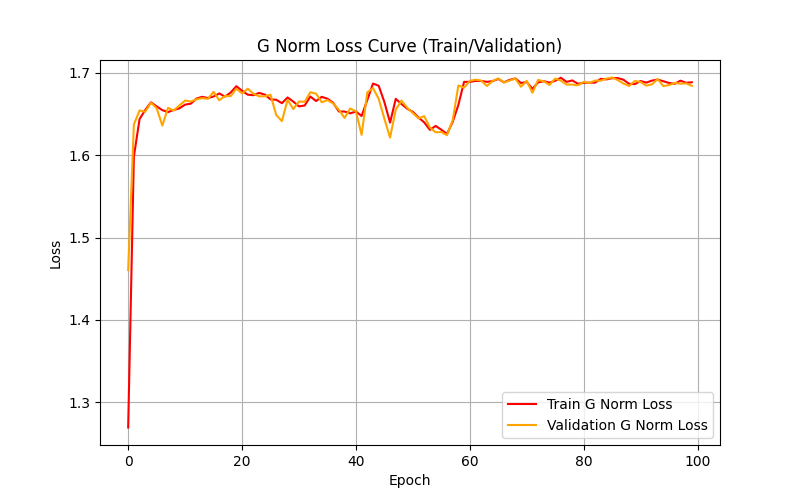 G Norm Loss Curve (Train/Validation)
Loss
1.7
1.6
1.5
1.4
1.3
0 20 40 60 80 100
Epoch
Train G Norm Loss
Validation G Norm Loss